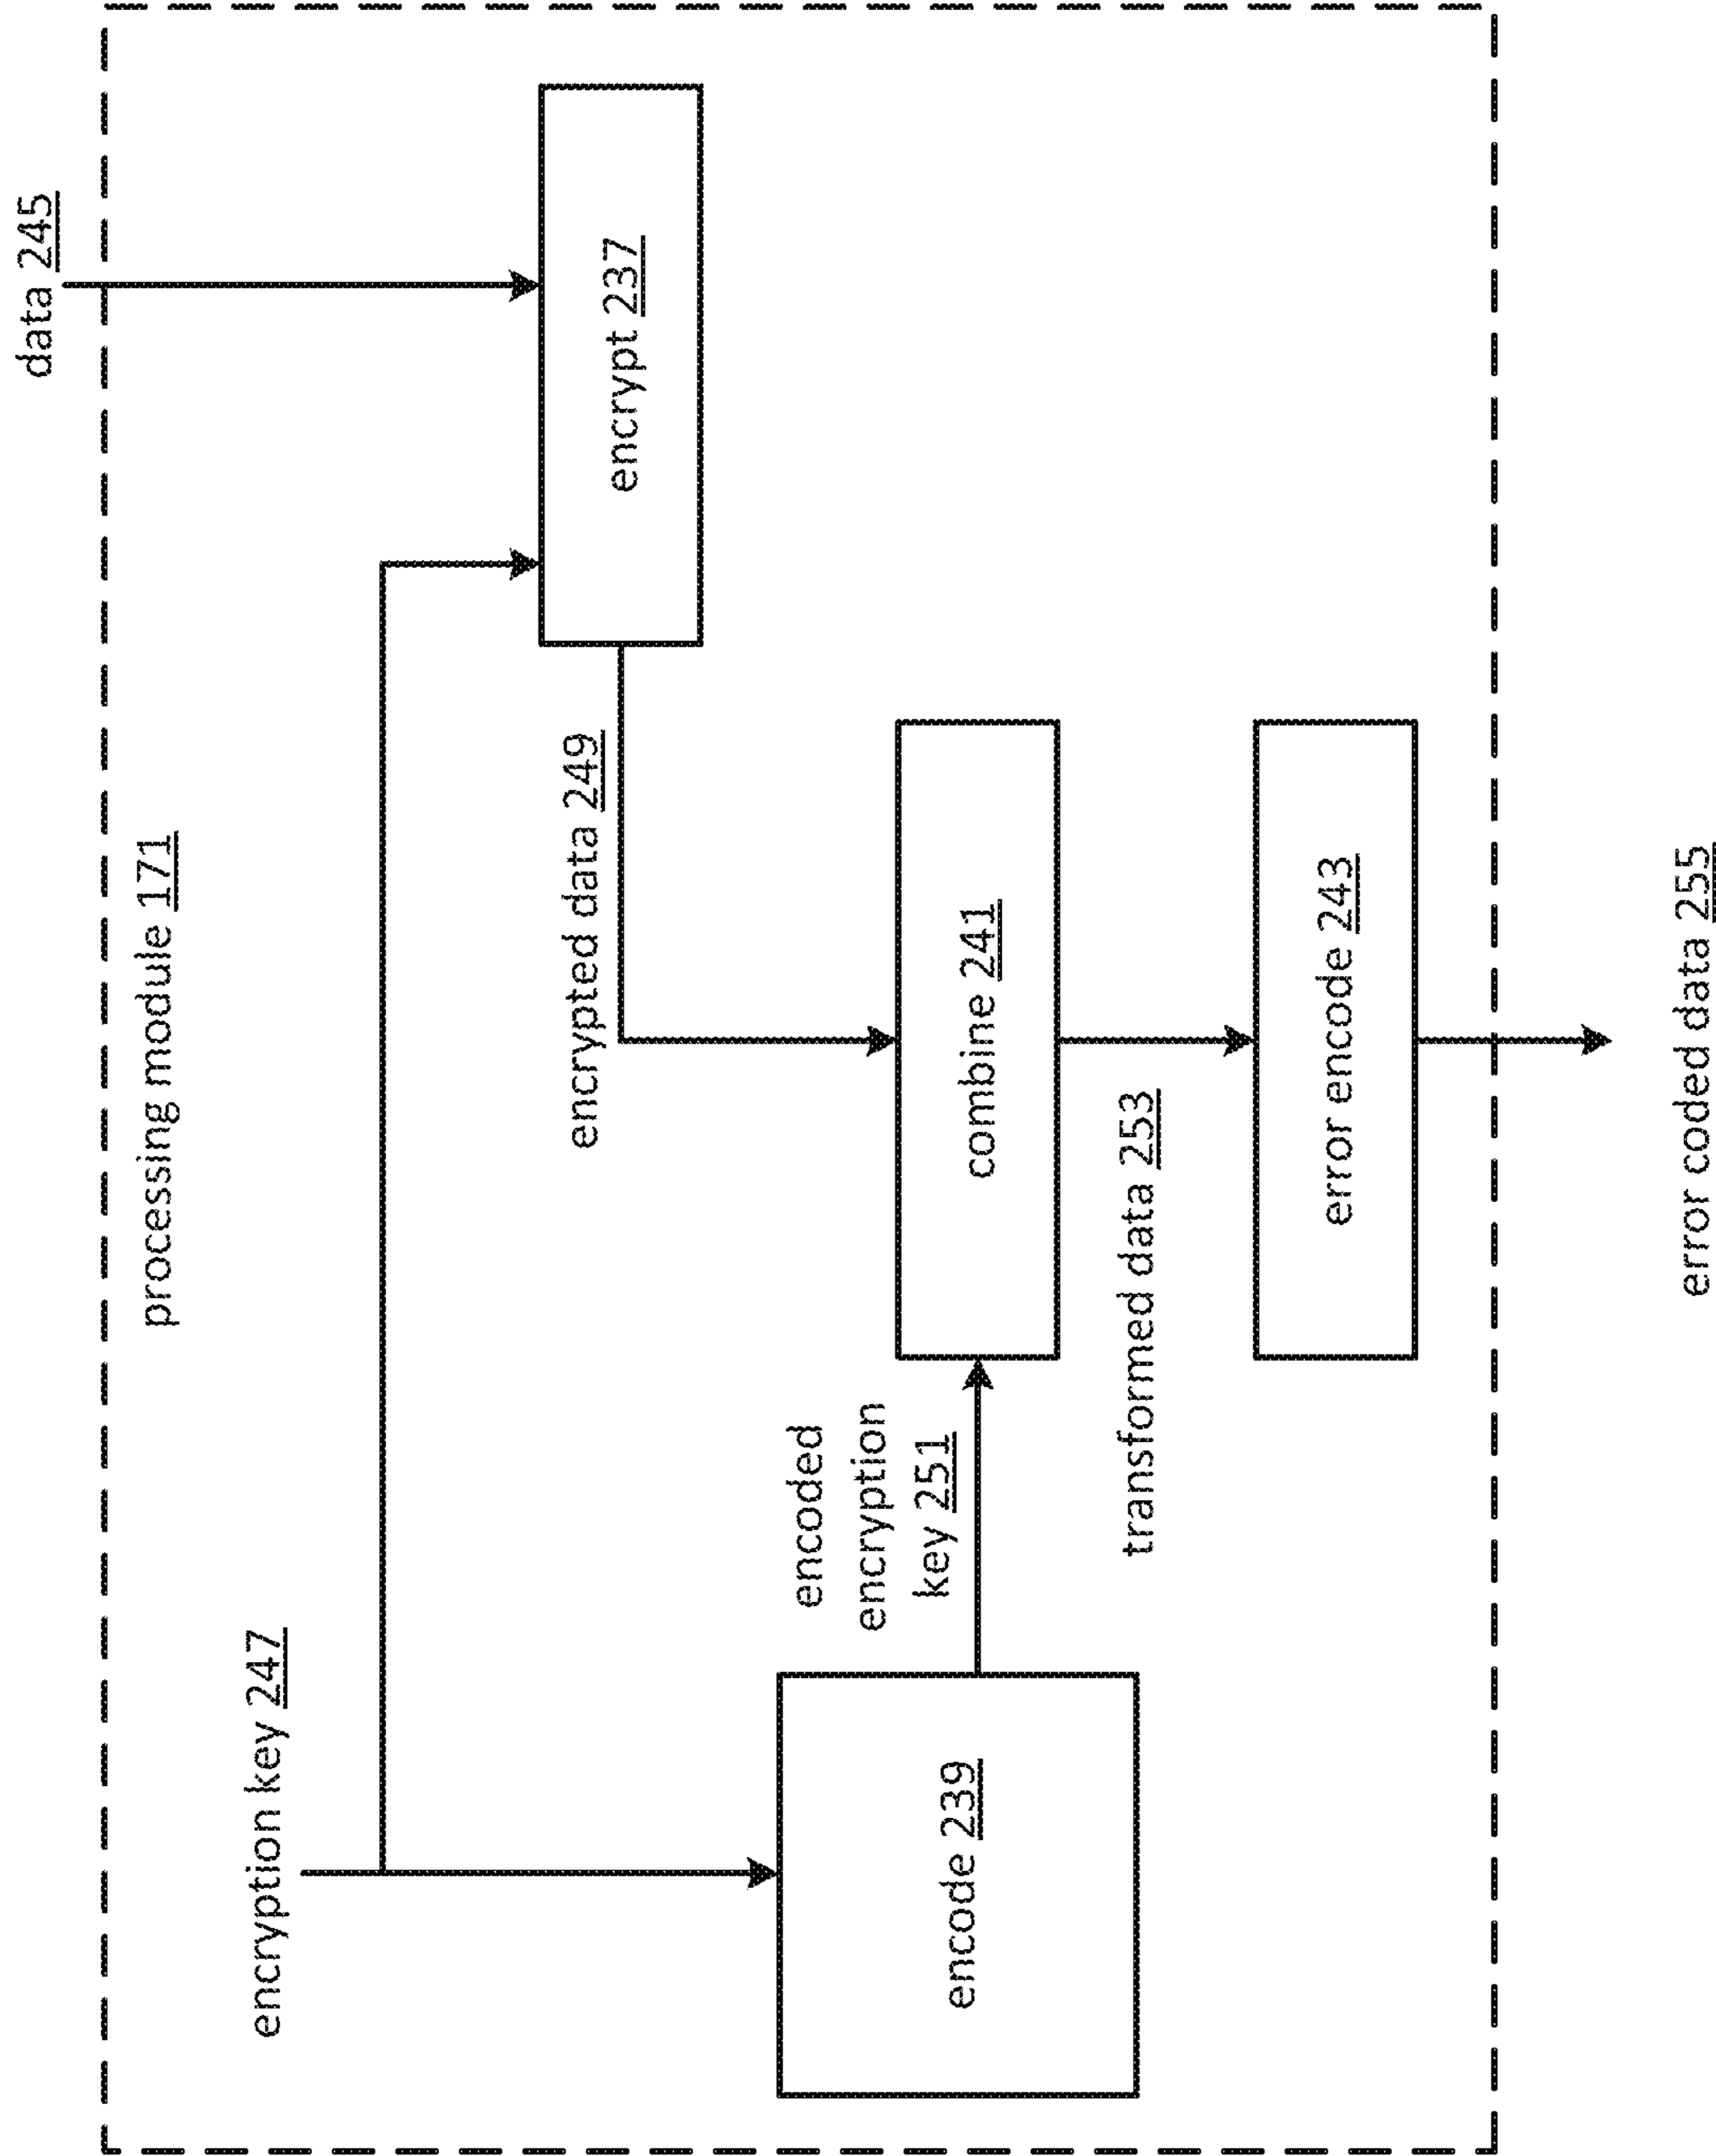 data 245
processing module 171
encryption key 247
encrypt 237
encrypted data 249
encoded
encryption
key 251
encode 239
combine 241
transformed data 253
error encode 243
error coded data 255